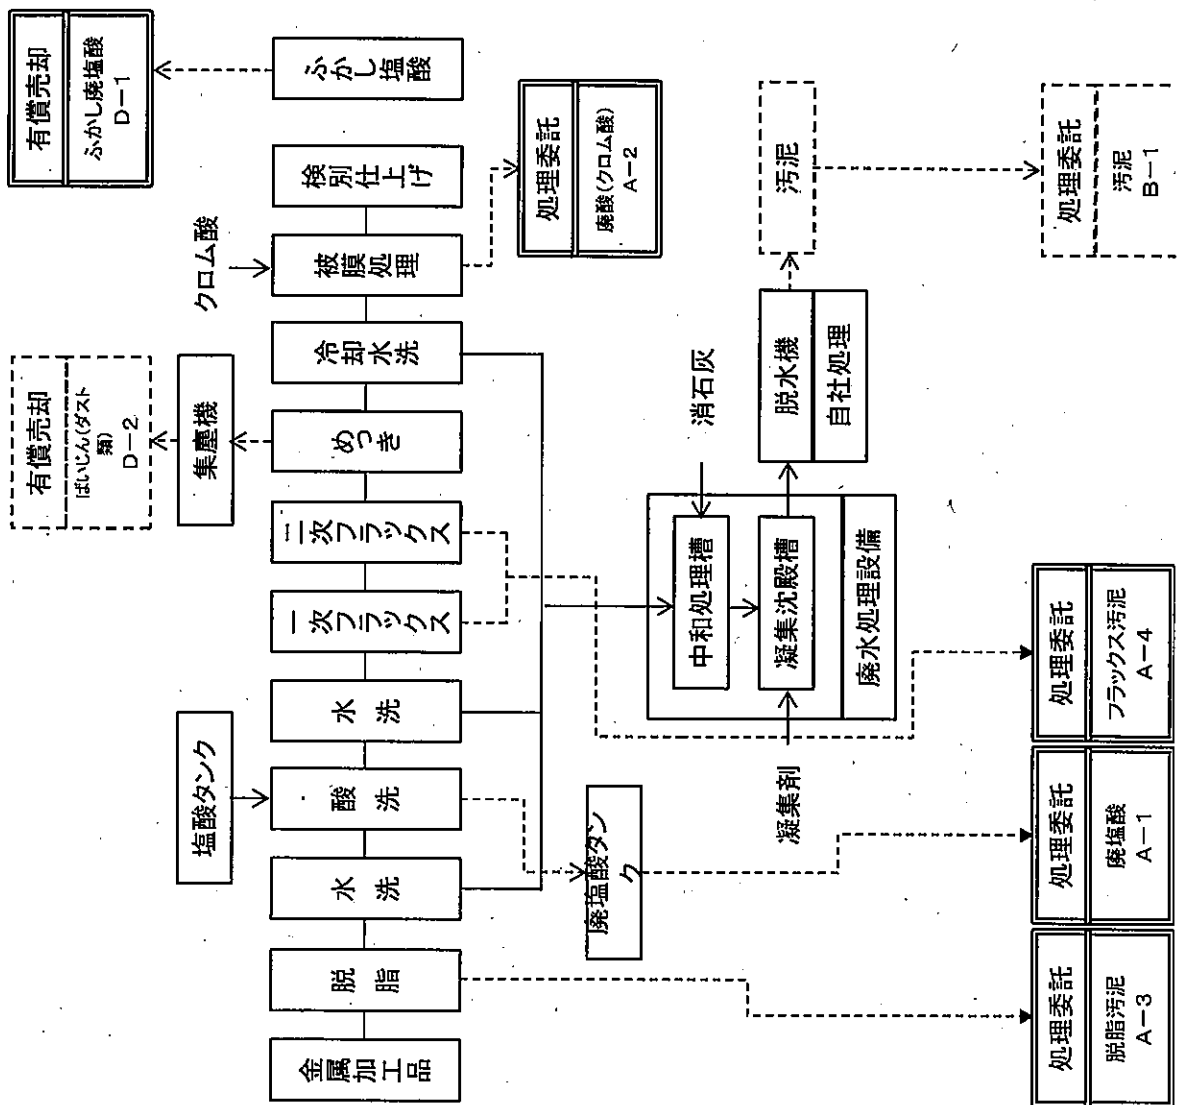 有償売却
ふかし廃塩酸
D－1
ふかし塩酸
検別仕上げ
処理委託
廃酸(クロム酸)
A－2
汚泥
処理委託
汚泥
B－1
クロム酸
被膜処理
冷却水洗
有償売却
ばいじん(ダスト
類)
D－2
集塵機
めっき
消石灰
脱水機
自社処理
二次フラックス
一次フラックス
中和処理槽
凝集沈殿槽
廃水処理設備
凝集剤
処理委託
フラックス汚泥
A－4
水洗
塩酸タンク
酸洗
廃塩酸タン
ク
処理委託
廃塩酸
A－1
水洗
脱脂
処理委託
脱脂汚泥
A－3
金属加工品